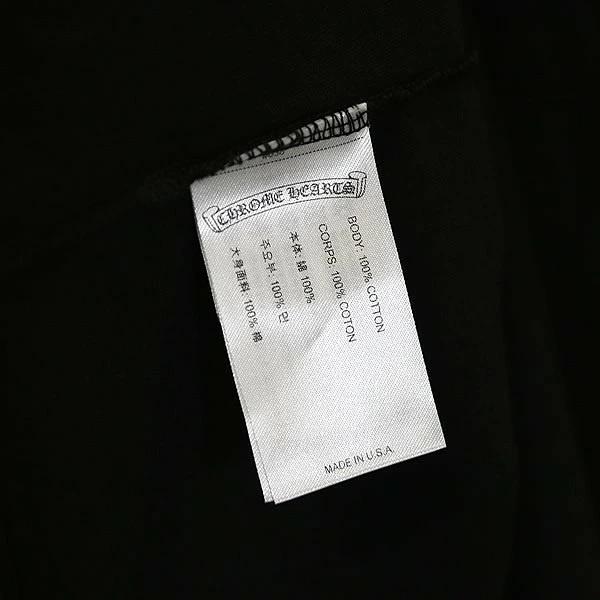 CHROME HEARTS
BODY: 100% COTTON
CORPS: 100% COTON
本体: 綿 100%
주요부: 100% 면
大身面料: 100% 棉
MADE IN U.S.A.